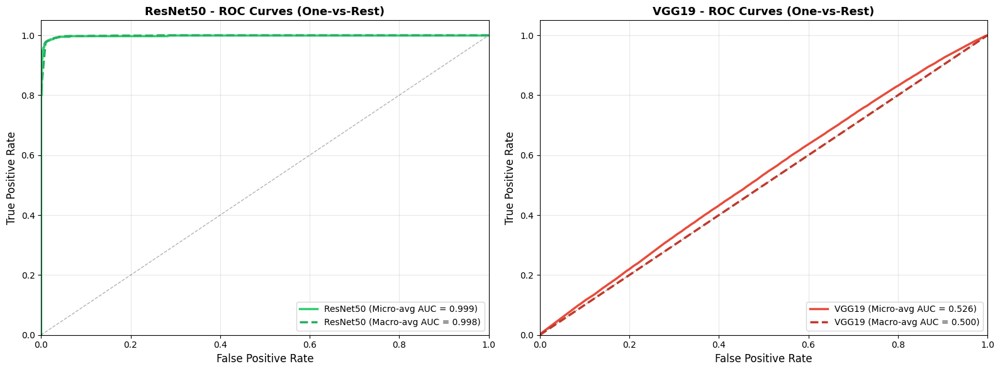 ResNet50 - ROC Curves (One-vs-Rest)
True Positive Rate
1.0
0.8
0.6
0.4
0.2
0.0
ResNet50 (Micro-avg AUC = 0.999)
ResNet50 (Macro-avg AUC = 0.998)
0.0 0.2 0.4 0.6 0.8 1.0
False Positive Rate
VGG19 - ROC Curves (One-vs-Rest)
True Positive Rate
1.0
0.8
0.6
0.4
0.2
0.0
VGG19 (Micro-avg AUC = 0.526)
VGG19 (Macro-avg AUC = 0.500)
0.0 0.2 0.4 0.6 0.8 1.0
False Positive Rate